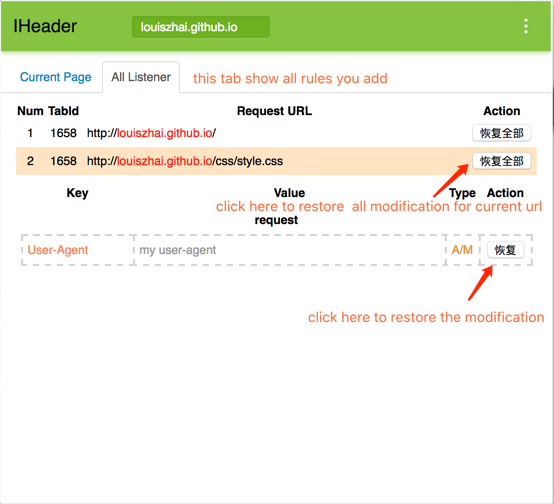 IHeader louiszhai.github.io
Current Page All Listener this tab show all rules you add
Num TabId Request URL Action
1 1658 http://louiszhai.github.io/ 恢复全部
2 1658 http://louiszhai.github.io/css/style.css 恢复全部
Key Value Type Action
click here to restore all modification for current url
request
User-Agent my user-agent A/M 恢复
click here to restore the modification